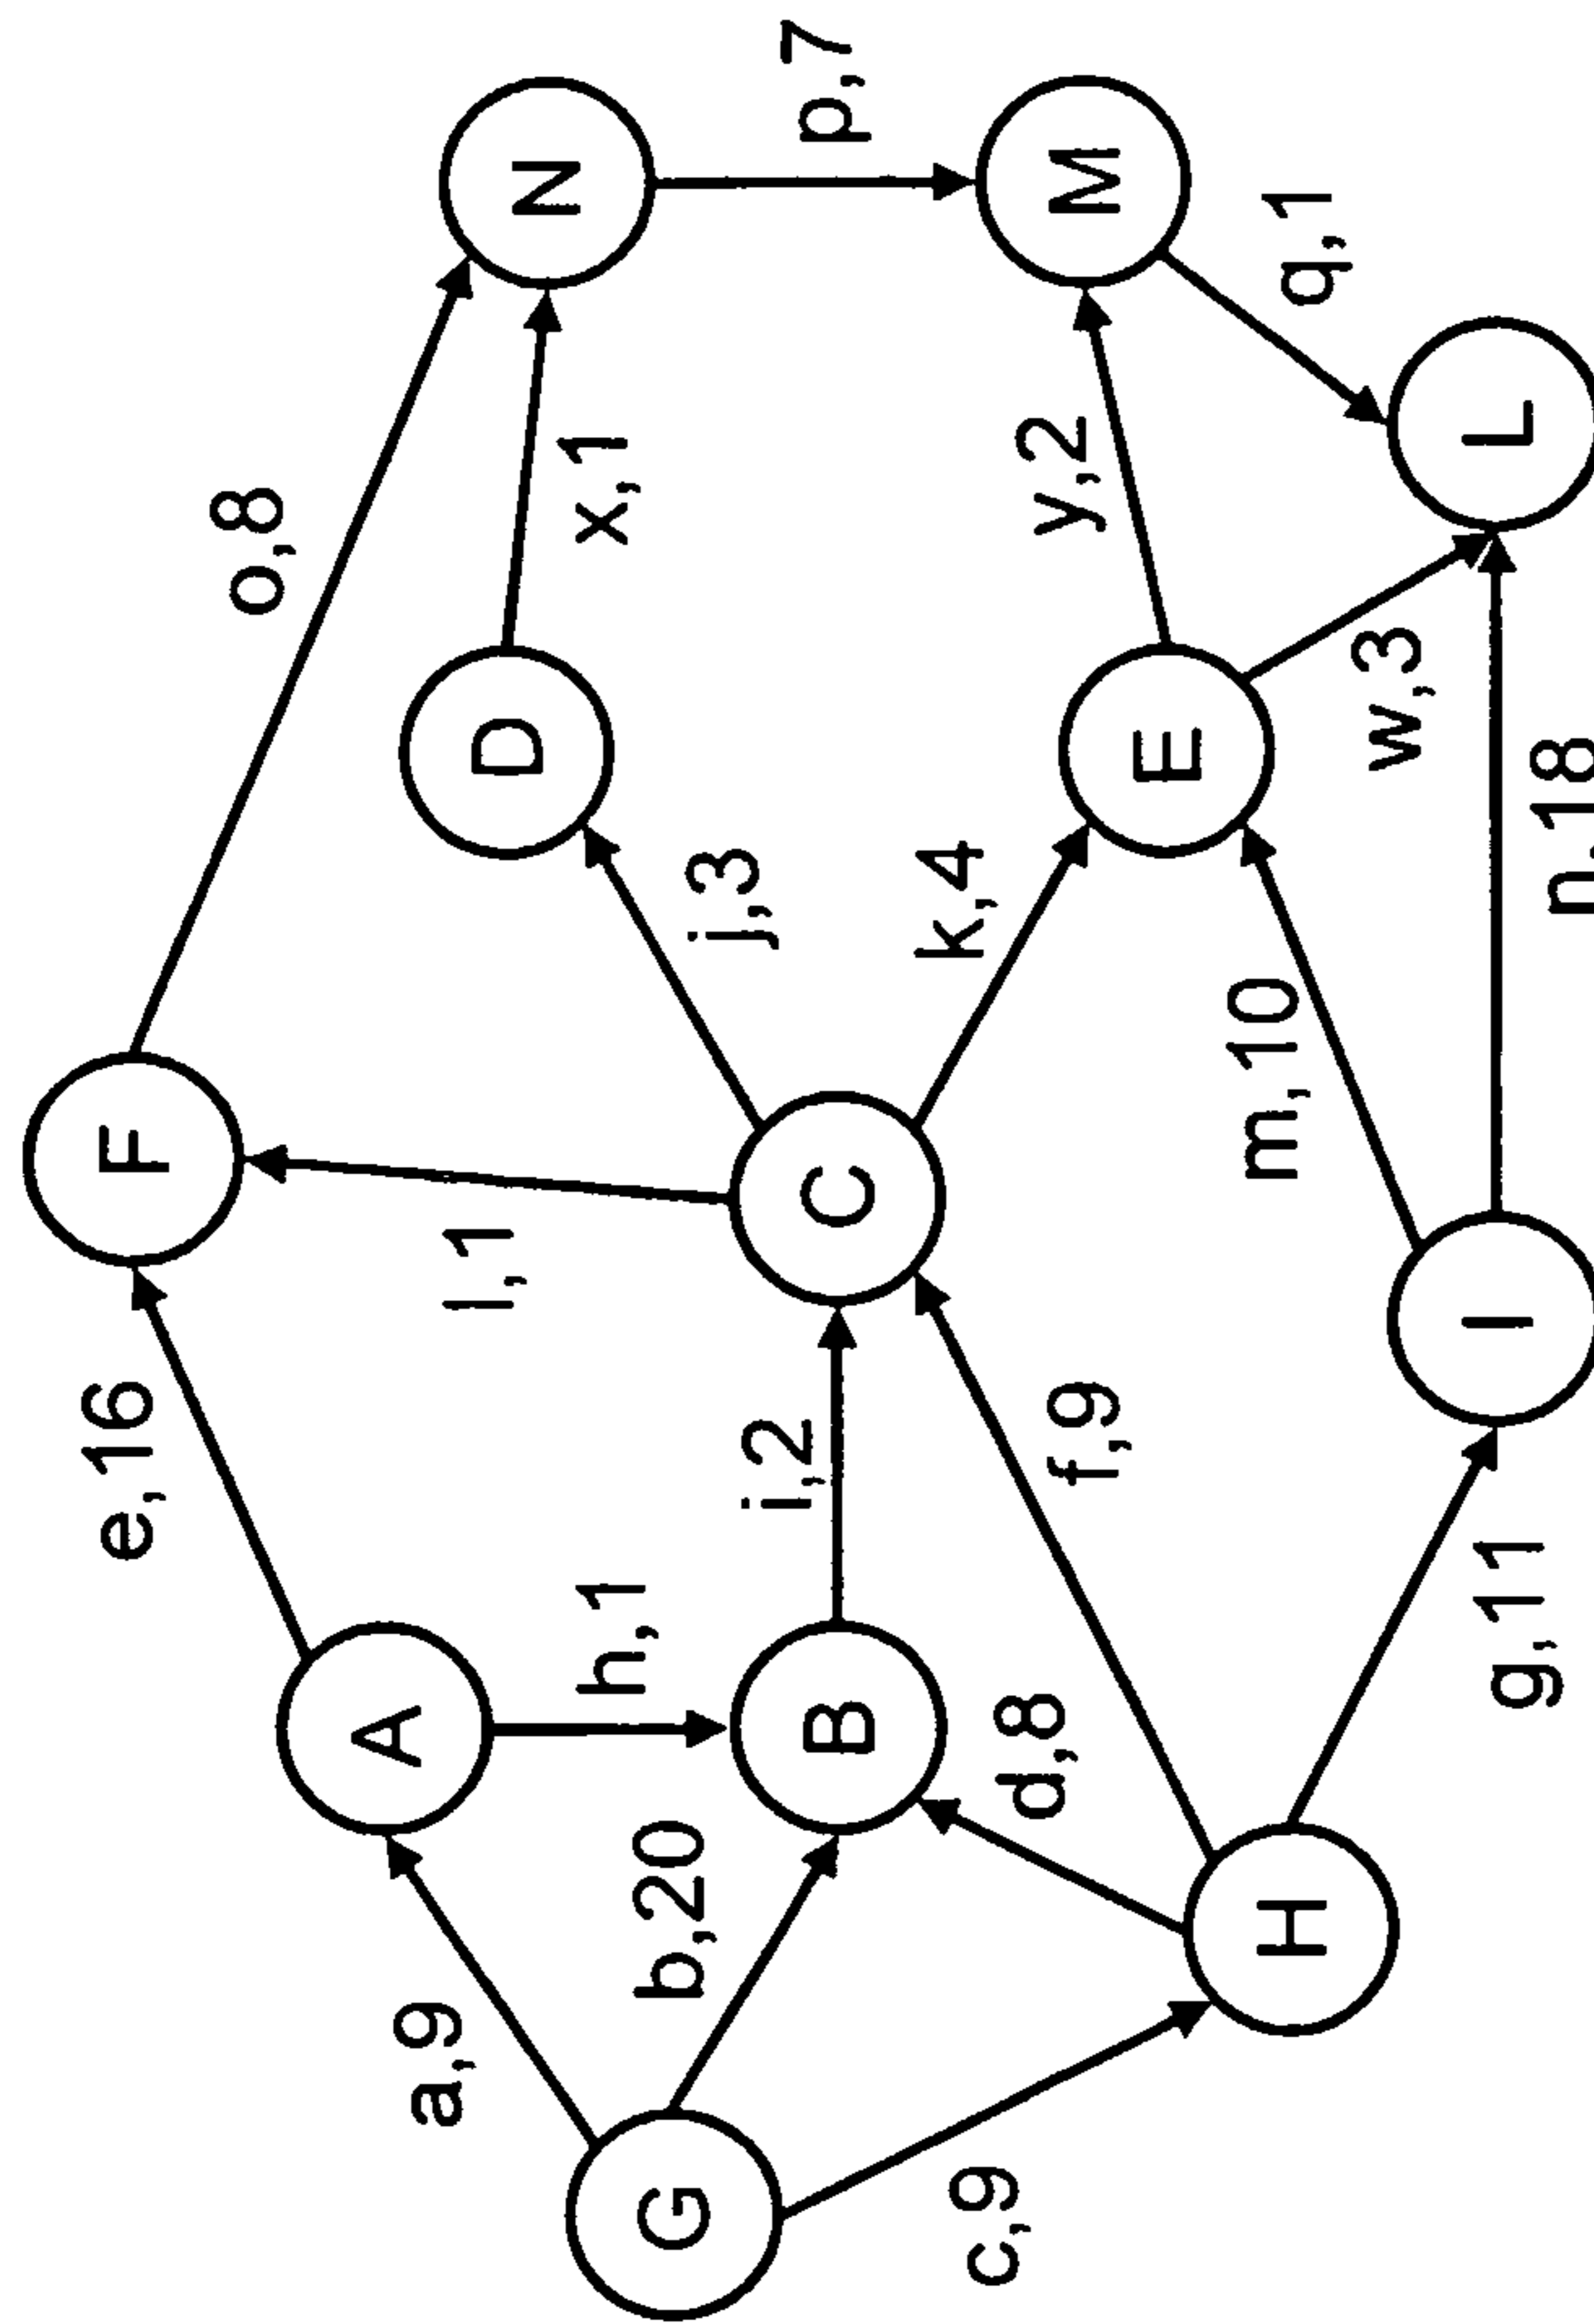 e,16
F
o,8
A
a,9
l,1
D
N
x,1
h,1
G
b,20
j,3
i,2
p,7
B
C
k,4
c,9
d,8
f,9
y,2
M
E
m,10
H
q,1
w,3
I
L
g,11
n,18